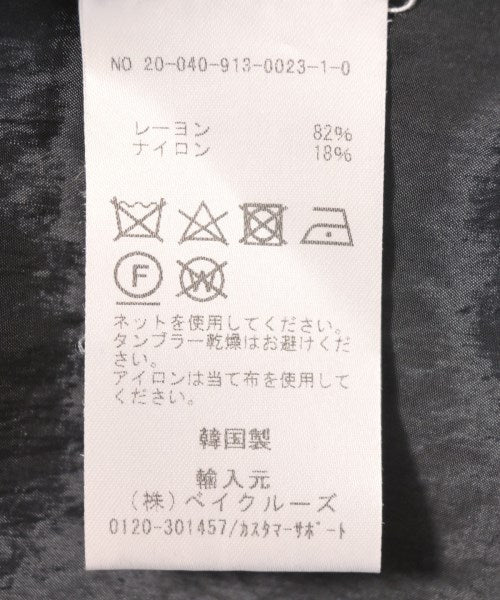 NO 20-040-913-0023-1-0
レーヨン 82%
ナイロン 18%
F W
ネットを使用してください。
タンブラー乾燥はお避けくだ
さい。
アイロンは当て布を使用して
ください。
韓国製
輸入元
(株)ベイクルーズ
0120-301457/ｶｽﾀﾏｰｻﾎﾟｰﾄ